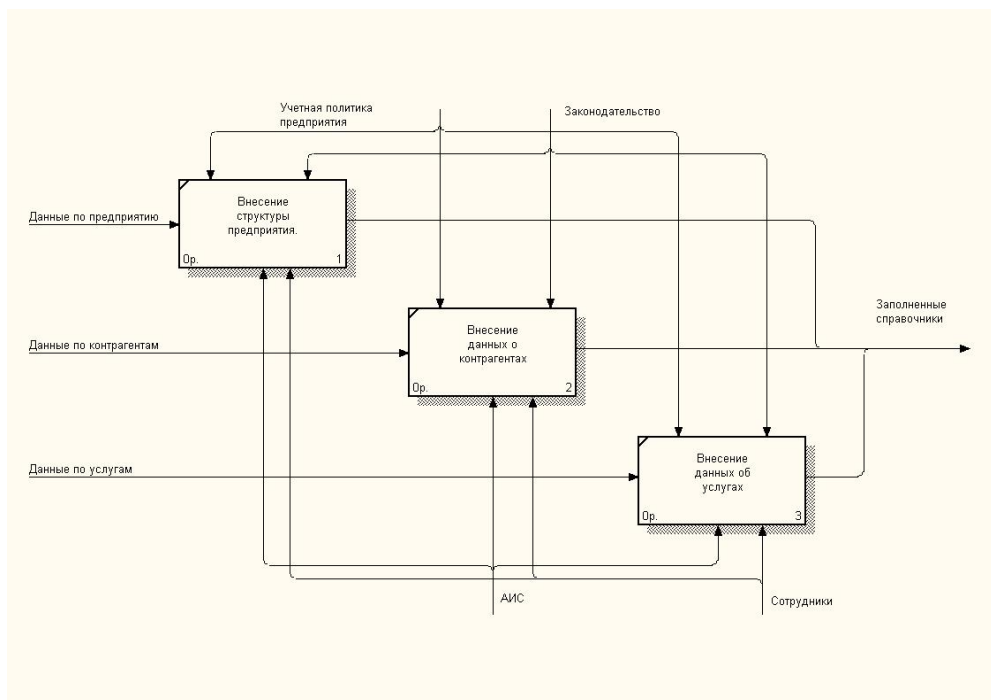 Учетная политика
предприятия
Законодательство
Внесение
структуры
предприятия.
0р. 1
Данные по предприятию
Заполненные
справочники
Внесение
данных о
контрагентах
0р. 2
Данные по контрагентам
Внесение
данных об
услугах
0р. 3
Данные по услугам
АИС
Сотрудники